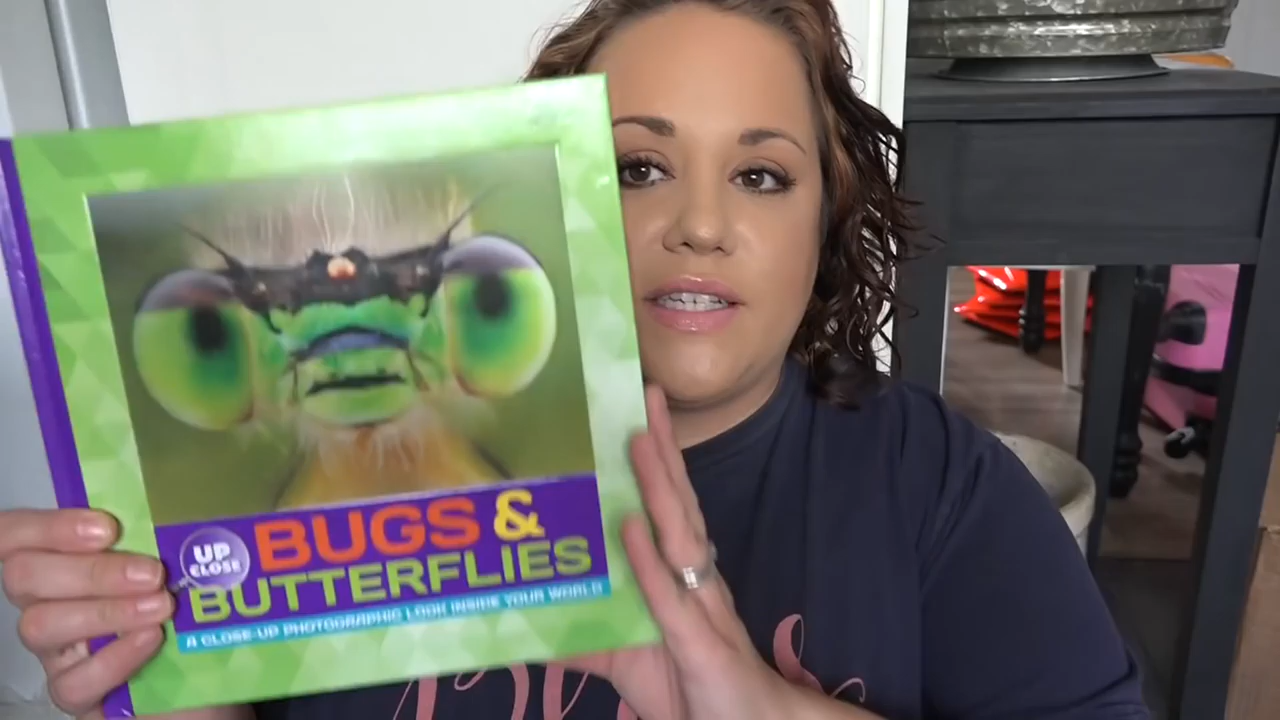 UP
CLOSE
BUGS &
BUTTERFLIES
A CLOSE-UP PHOTOGRAPHIC LOOK INSIDE YOUR WORLD